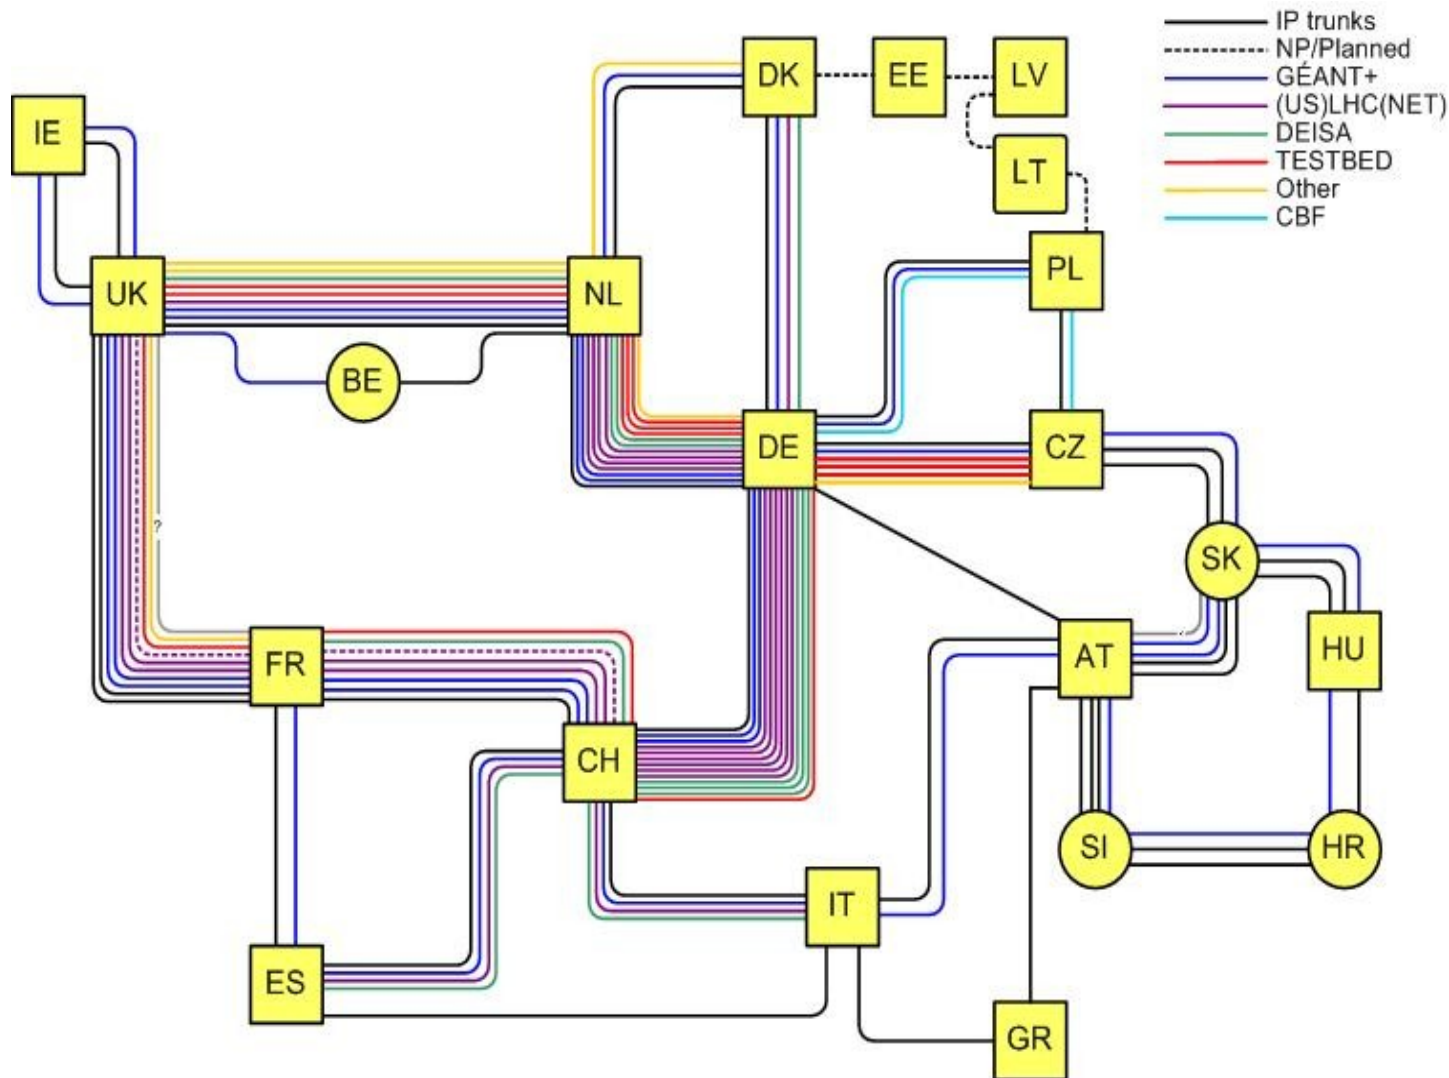 IP trunks
NP/Planned
GÉANT+
(US)LHC(NET)
DEISA
TESTBED
Other
CBF
DK
EE
LV
IE
LT
PL
UK
NL
BE
DE
CZ
?
SK
FR
AT
HU
CH
SI
HR
IT
ES
GR